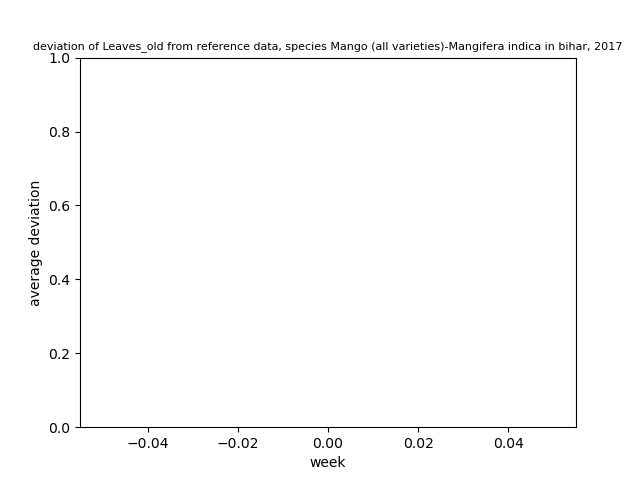 deviation of Leaves_old from reference data, species Mango (all varieties)-Mangifera indica in bihar, 2017
1.0
0.8
0.6
0.4
0.2
0.0
average deviation
−0.04 −0.02 0.00 0.02 0.04
week